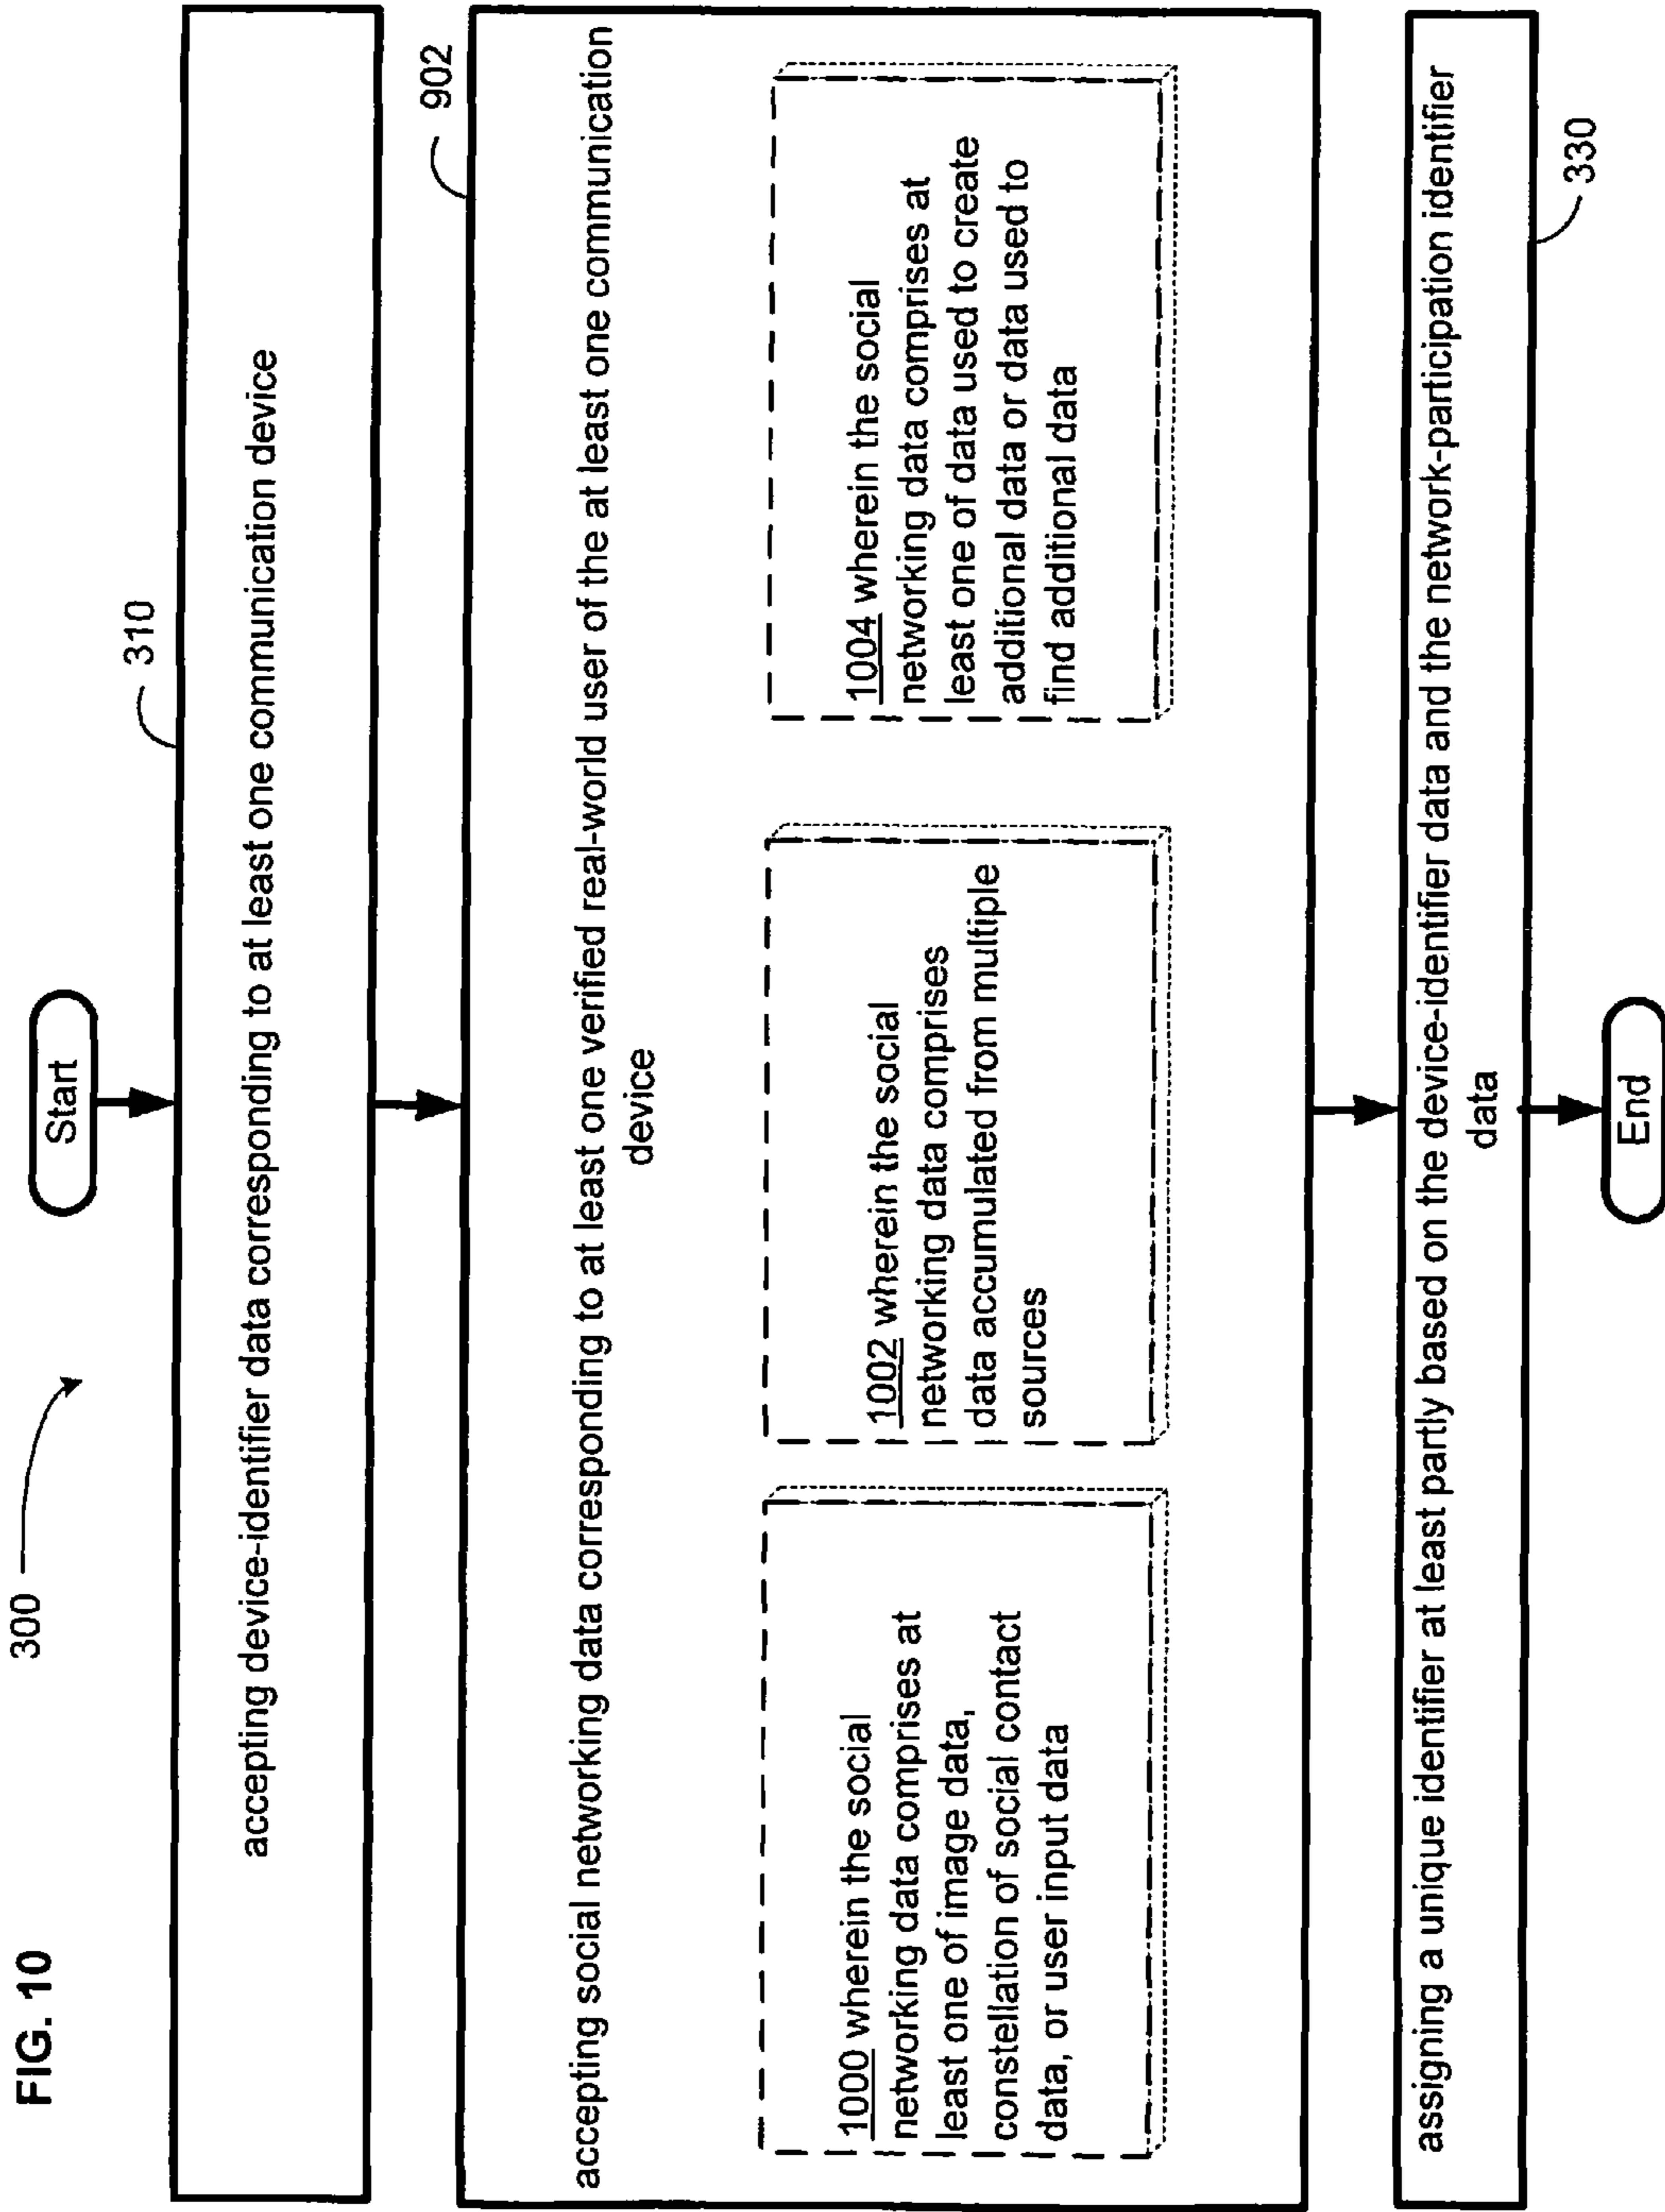 FIG. 10
300
Start
310
accepting device-identifier data corresponding to at least one communication device
902
accepting social networking data corresponding to at least one verified real-world user of the at least one communication
device
1000 wherein the social
networking data comprises at
least one of image data,
constellation of social contact
data, or user input data
1002 wherein the social
networking data comprises
data accumulated from multiple
sources
1004 wherein the social
networking data comprises at
least one of data used to create
additional data or data used to
find additional data
assigning a unique identifier at least partly based on the device-identifier data and the network-participation identifier
data
330
End